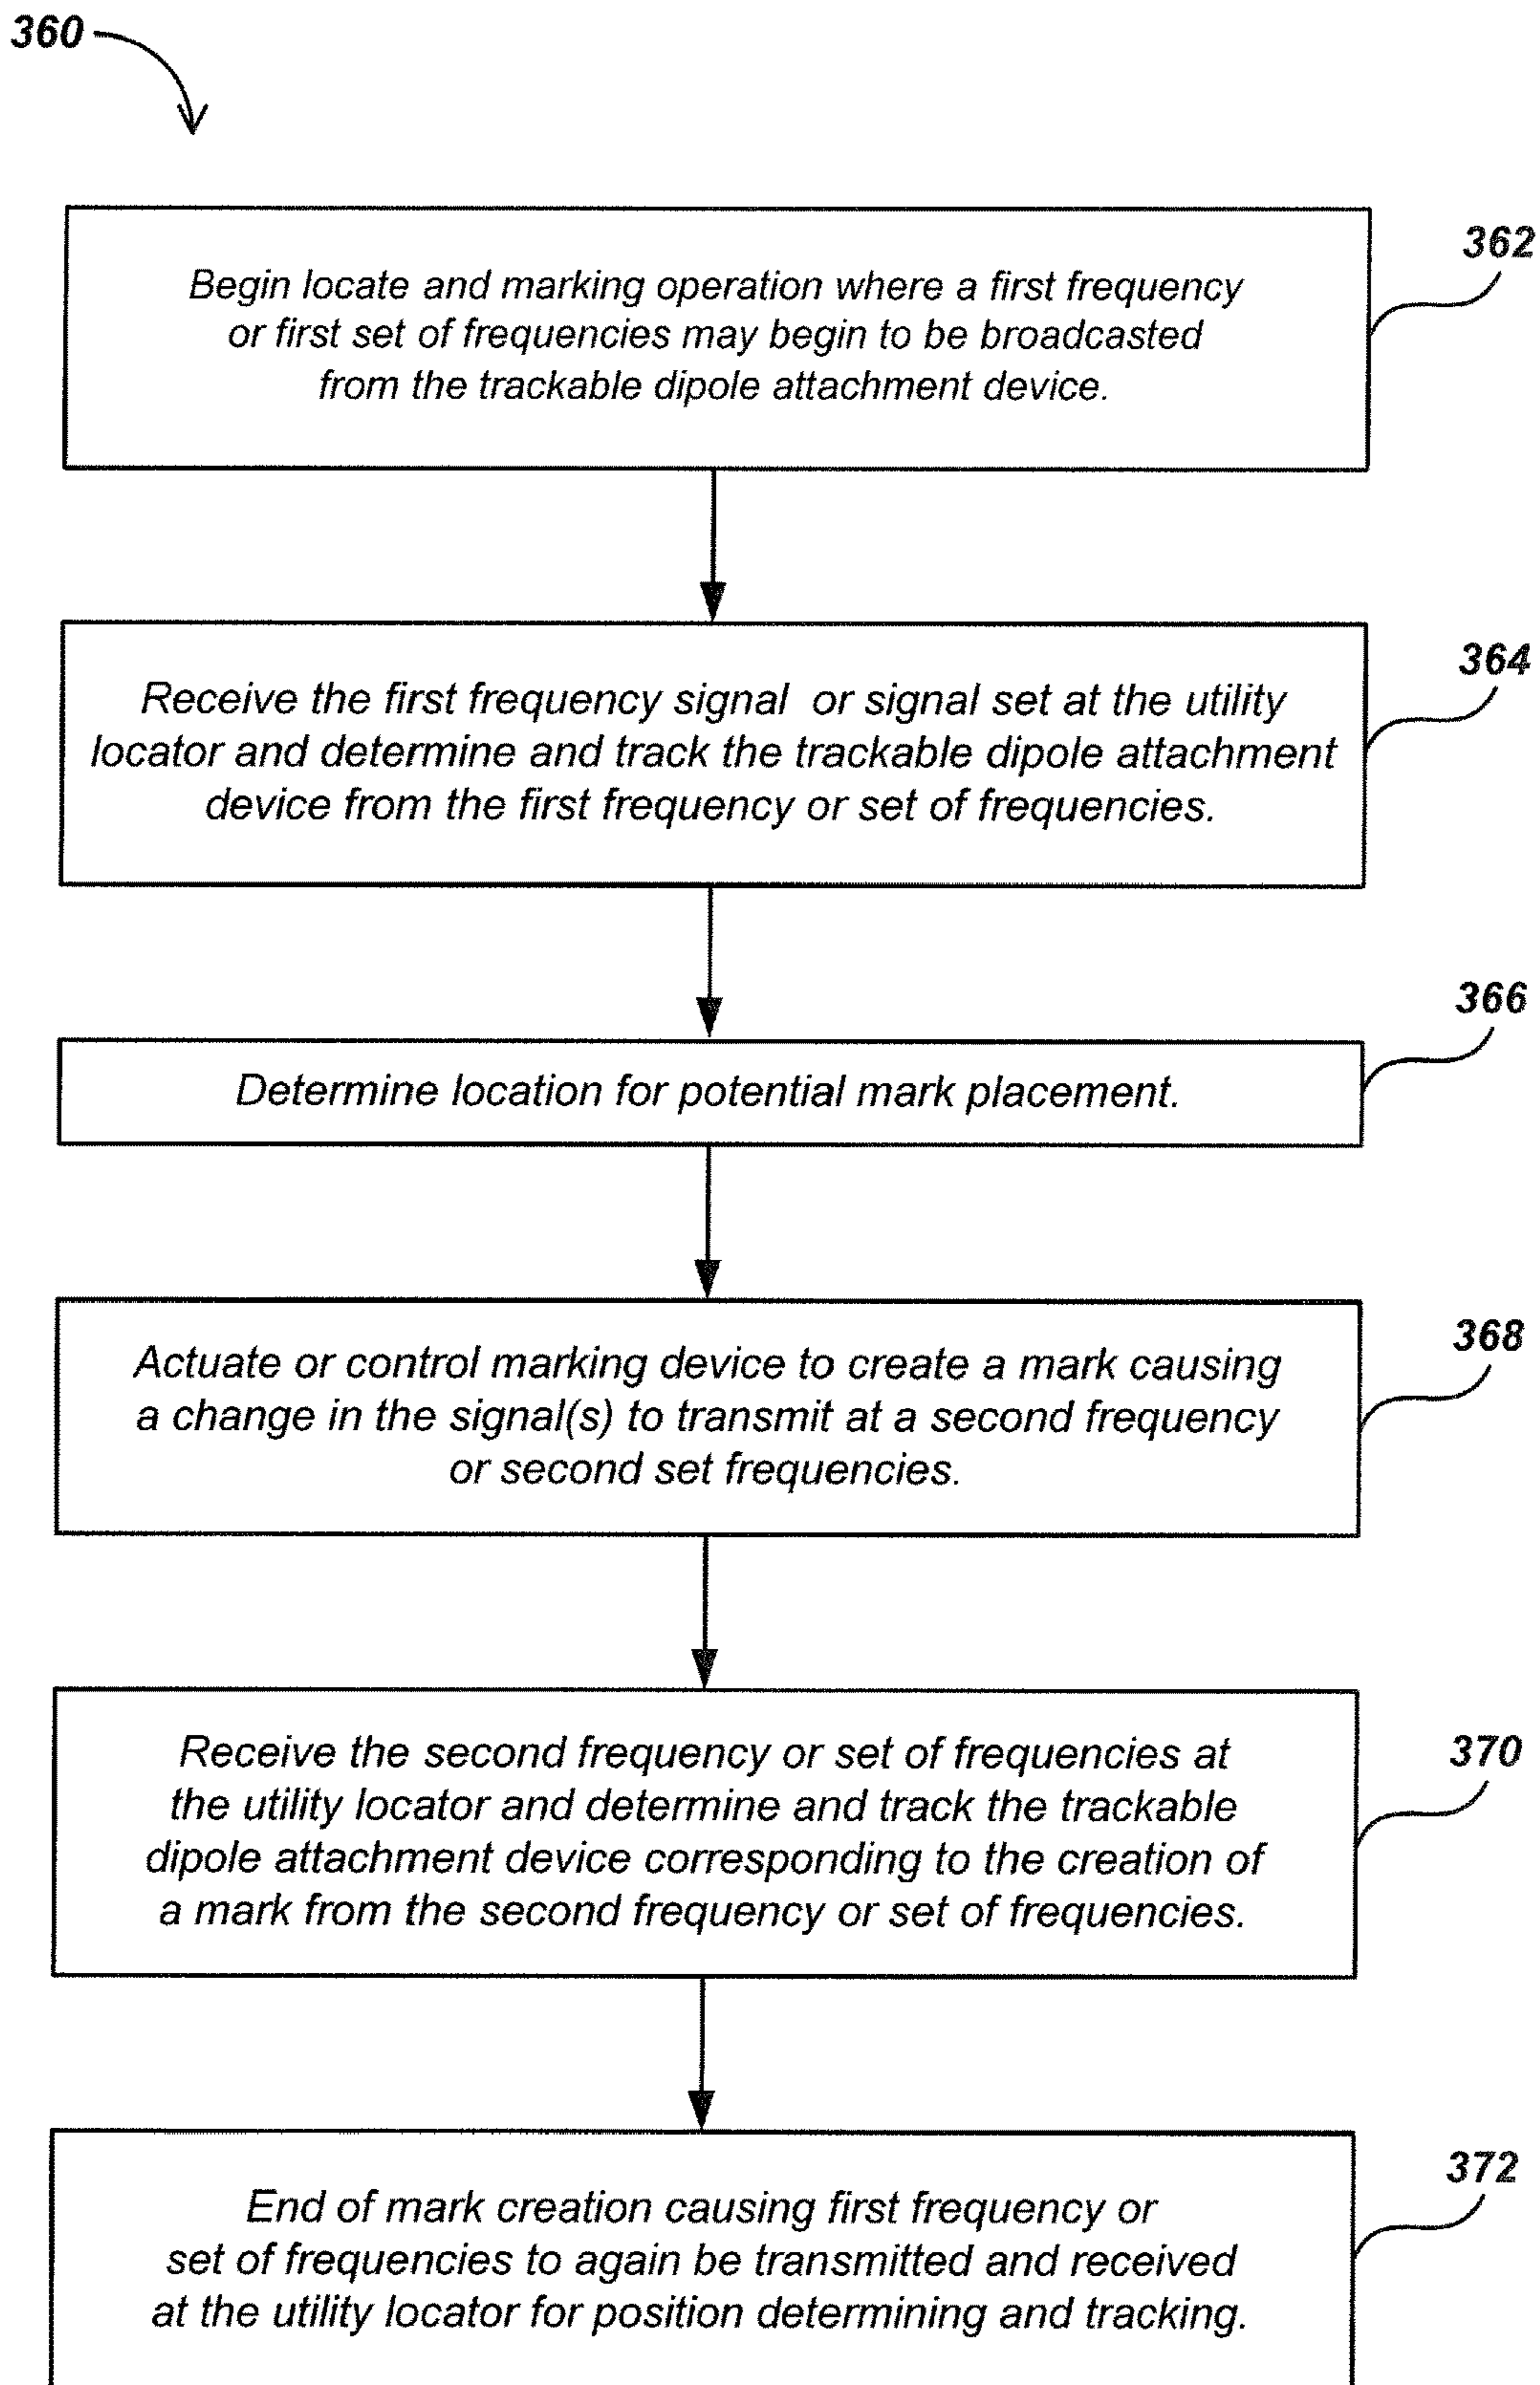 360
362
Begin locate and marking operation where a first frequency
or first set of frequencies may begin to be broadcasted
from the trackable dipole attachment device.
364
Receive the first frequency signal or signal set at the utility
locator and determine and track the trackable dipole attachment
device from the first frequency or set of frequencies.
366
Determine location for potential mark placement.
368
Actuate or control marking device to create a mark causing
a change in the signal(s) to transmit at a second frequency
or second set frequencies.
370
Receive the second frequency or set of frequencies at
the utility locator and determine and track the trackable
dipole attachment device corresponding to the creation of
a mark from the second frequency or set of frequencies.
372
End of mark creation causing first frequency or
set of frequencies to again be transmitted and received
at the utility locator for position determining and tracking.